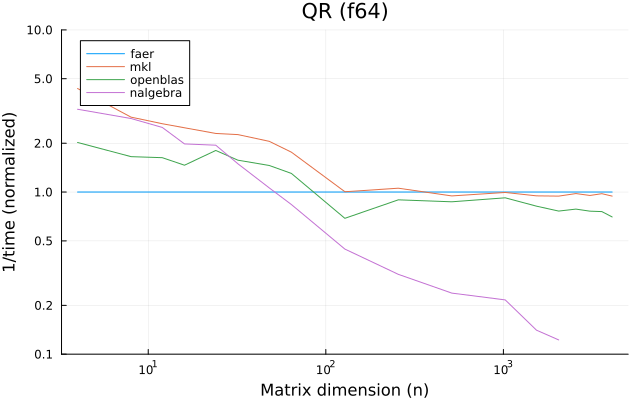 QR (f64)
10.0
faer
mkl
openblas
nalgebra
5.0
2.0
1.0
0.5
0.2
0.1
1/time (normalized)
10¹
10²
10³
Matrix dimension (n)